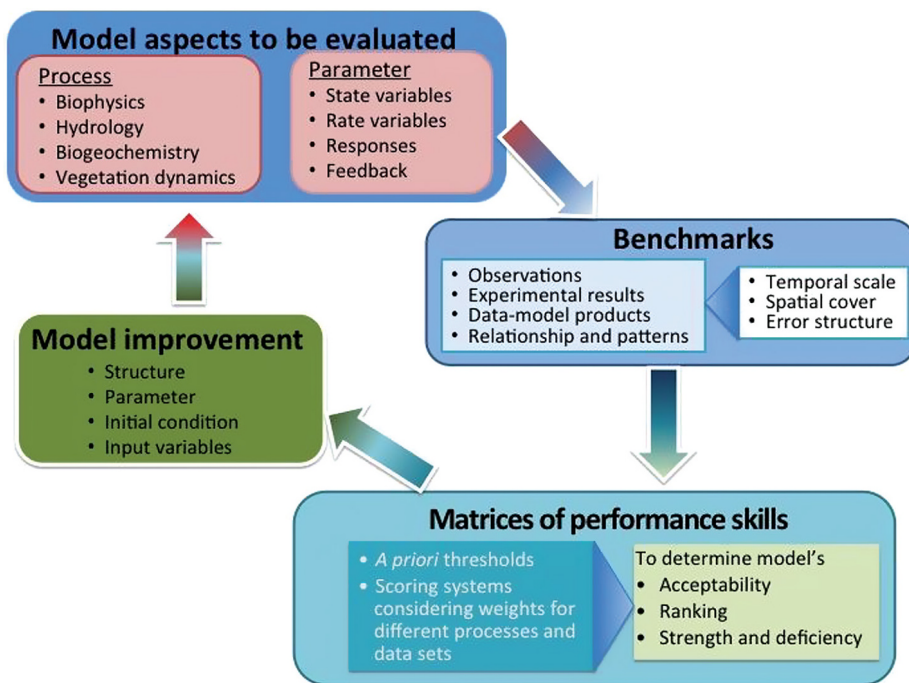 Model aspects to be evaluated
Process
• Biophysics
• Hydrology
• Biogeochemistry
• Vegetation dynamics
Parameter
• State variables
• Rate variables
• Responses
• Feedback
Benchmarks
• Observations
• Experimental results
• Data-model products
• Relationship and patterns
• Temporal scale
• Spatial cover
• Error structure
Matrices of performance skills
• A priori thresholds
• Scoring systems
considering weights for
different processes and
data sets
To determine model’s
• Acceptability
• Ranking
• Strength and deficiency
Model improvement
• Structure
• Parameter
• Initial condition
• Input variables